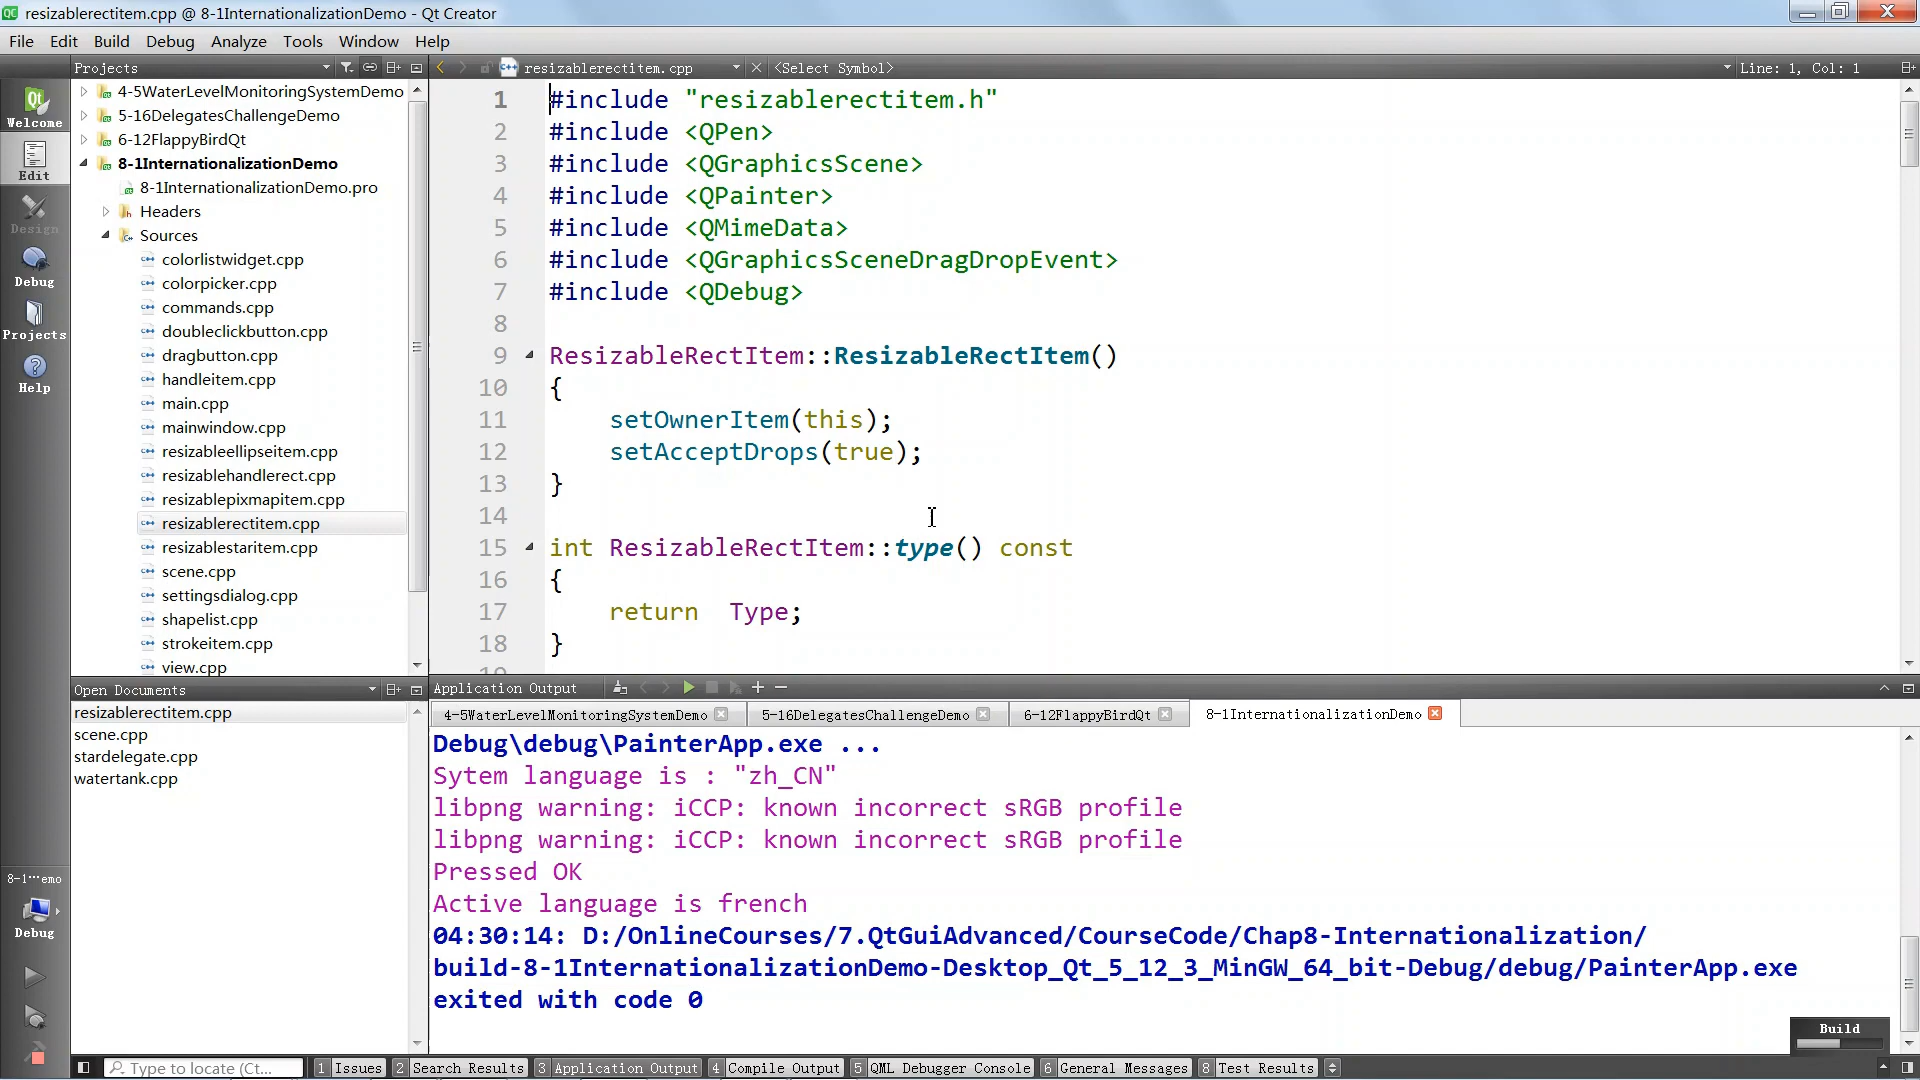 resizablerectitem.cpp @ 8-1InternationalizationDemo - Qt Creator
File Edit Build Debug Analyze Tools Window Help
Projects
resizablerectitem.cpp
<Select Symbol>
Line: 1, Col: 1
Welcome
Edit
Design
Debug
Projects
Help
8-1···emo
Debug
4-5WaterLevelMonitoringSystemDemo
5-16DelegatesChallengeDemo
6-12FlappyBirdQt
8-1InternationalizationDemo
8-1InternationalizationDemo.pro
Headers
Sources
colorlistwidget.cpp
colorpicker.cpp
commands.cpp
doubleclickbutton.cpp
dragbutton.cpp
handleitem.cpp
main.cpp
mainwindow.cpp
resizableellipseitem.cpp
resizablehandlerect.cpp
resizablepixmapitem.cpp
resizablerectitem.cpp
resizablestaritem.cpp
scene.cpp
settingsdialog.cpp
shapelist.cpp
strokeitem.cpp
view.cpp
Open Documents
resizablerectitem.cpp
scene.cpp
stardelegate.cpp
watertank.cpp
1 #include "resizablerectitem.h"
2 #include <QPen>
3 #include <QGraphicsScene>
4 #include <QPainter>
5 #include <QMimeData>
6 #include <QGraphicsSceneDragDropEvent>
7 #include <QDebug>
8
9 ResizableRectItem::ResizableRectItem()
10 {
11 setOwnerItem(this);
12 setAcceptDrops(true);
13 }
14
15 int ResizableRectItem::type() const
16 {
17 return  Type;
18 }
Application Output
4-5WaterLevelMonitoringSystemDemo
5-16DelegatesChallengeDemo
6-12FlappyBirdQt
8-1InternationalizationDemo
Debug\debug\PainterApp.exe ...
Sytem language is : "zh_CN"
libpng warning: iCCP: known incorrect sRGB profile
libpng warning: iCCP: known incorrect sRGB profile
Pressed OK
Active language is french
04:30:14: D:/OnlineCourses/7.QtGuiAdvanced/CourseCode/Chap8-Internationalization/
build-8-1InternationalizationDemo-Desktop_Qt_5_12_3_MinGW_64_bit-Debug/debug/PainterApp.exe
exited with code 0
Build
Type to locate (Ct...
1 Issues
2 Search Results
3 Application Output
4 Compile Output
5 QML Debugger Console
6 General Messages
8 Test Results